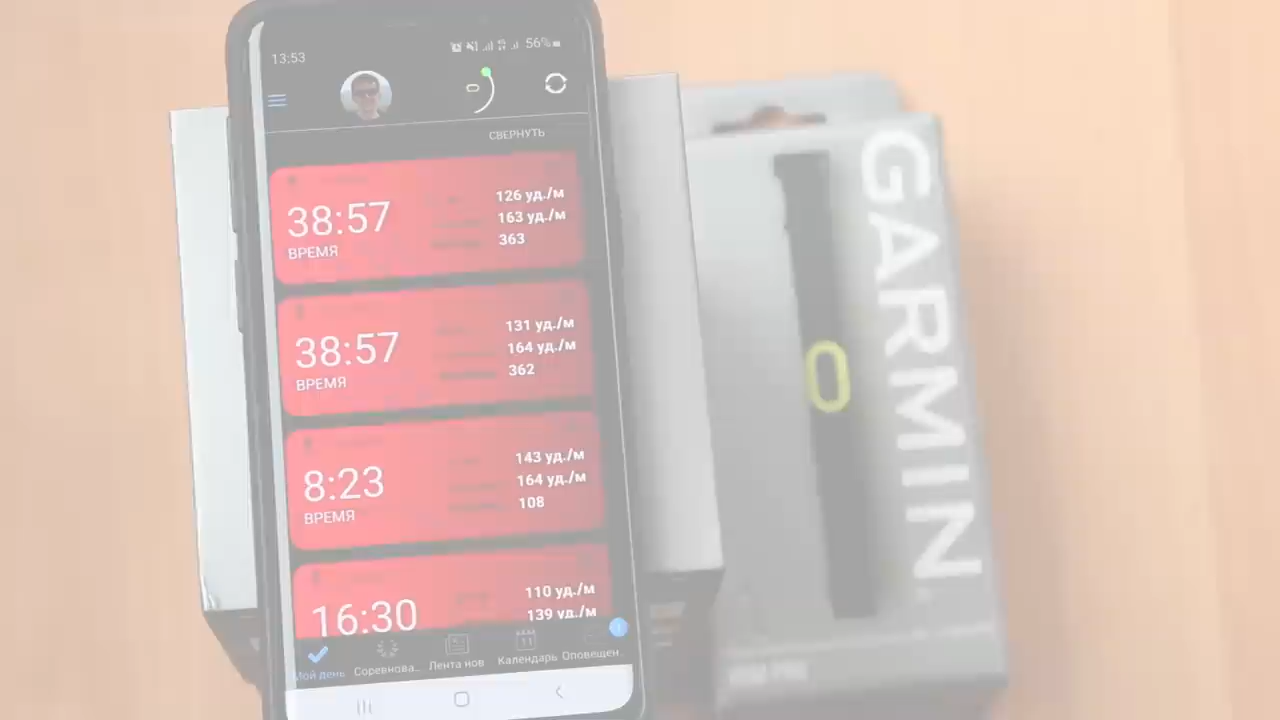 13:53
56%
СВЕРНУТЬ
38:57
ВРЕМЯ
126 уд./м
163 уд./м
363
38:57
ВРЕМЯ
131 уд./м
164 уд./м
362
8:23
ВРЕМЯ
143 уд./м
164 уд./м
108
16:30
110 уд./м
139 уд./м
Мой день
Соревнова...
Лента нов
Календарь
Оповещен...
GARMIN